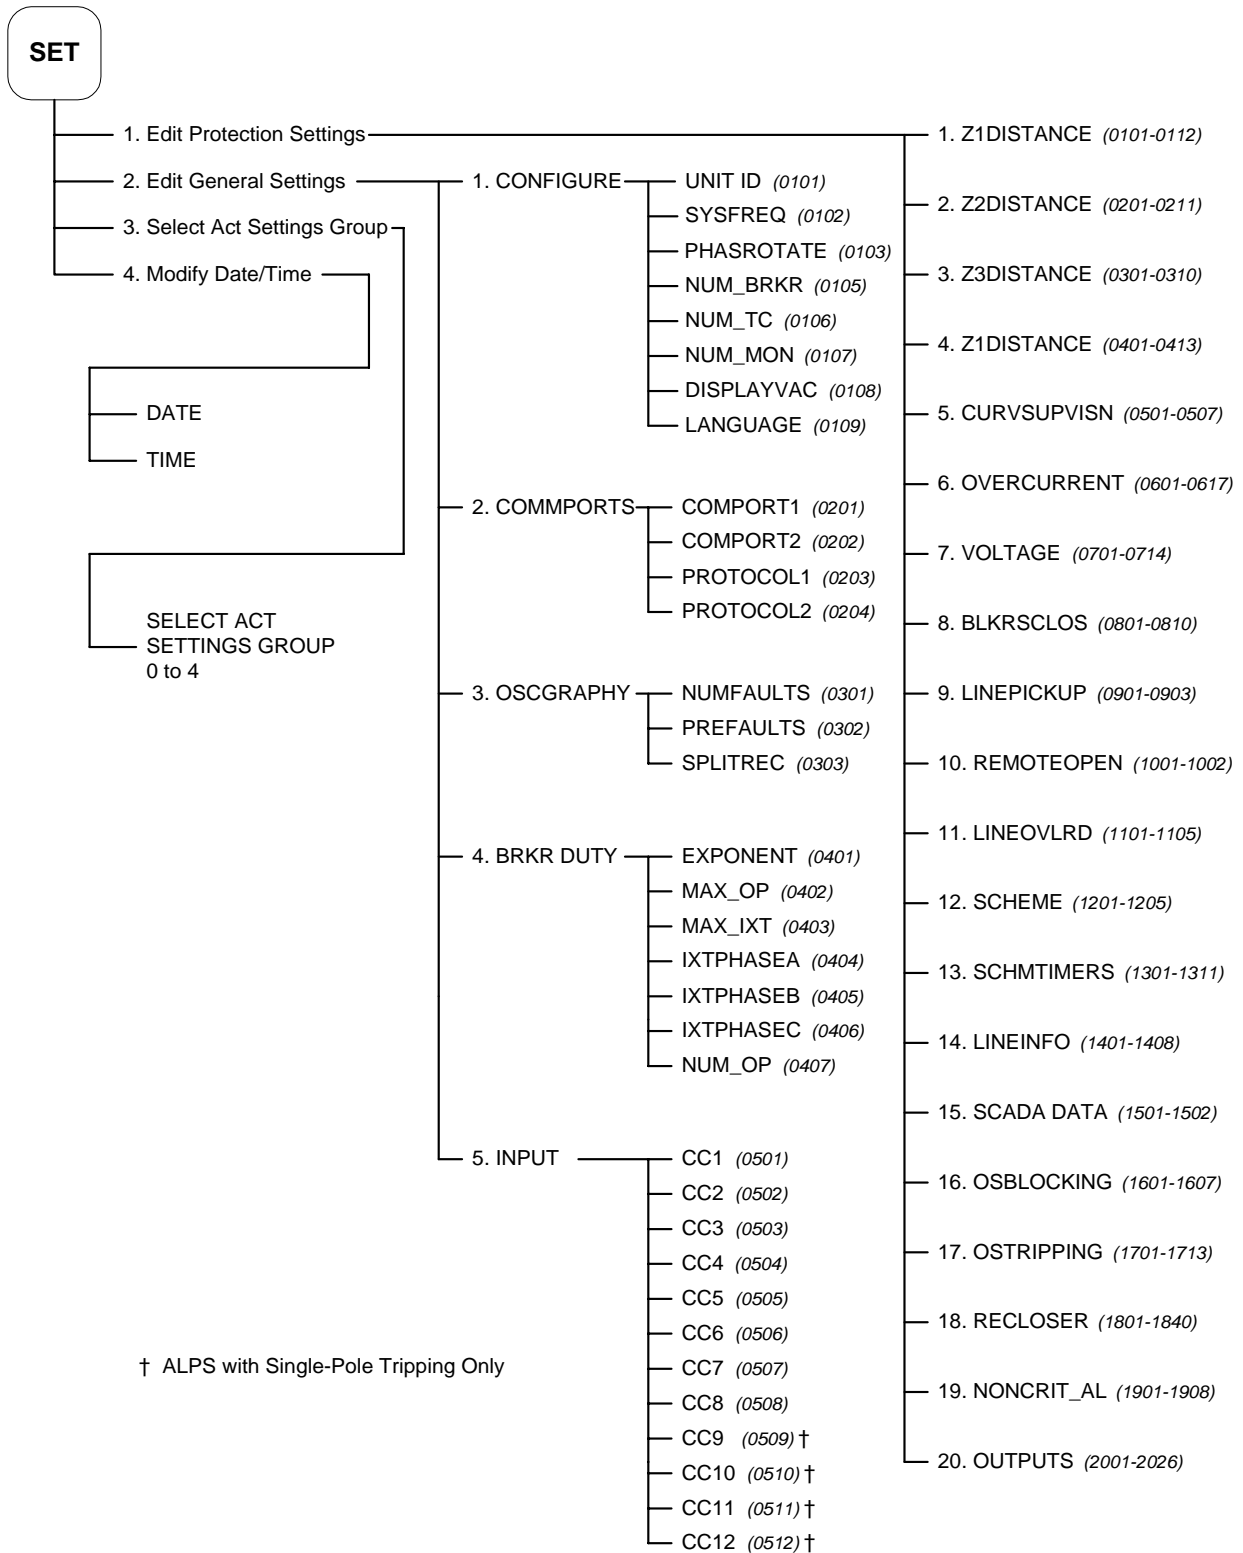 SET
1. Edit Protection Settings
2. Edit General Settings
3. Select Act Settings Group
4. Modify Date/Time
DATE
TIME
SELECT ACT
SETTINGS GROUP
0 to 4
1. CONFIGURE
UNIT ID (0101)
SYSFREQ (0102)
PHASROTATE (0103)
NUM_BRKR (0105)
NUM_TC (0106)
NUM_MON (0107)
DISPLAYVAC (0108)
LANGUAGE (0109)
2. COMMPORTS
COMPORT1 (0201)
COMPORT2 (0202)
PROTOCOL1 (0203)
PROTOCOL2 (0204)
3. OSCGRAPHY
NUMFAULTS (0301)
PREFAULTS (0302)
SPLITREC (0303)
4. BRKR DUTY
EXPONENT (0401)
MAX_OP (0402)
MAX_IXT (0403)
IXTPHASEA (0404)
IXTPHASEB (0405)
IXTPHASEC (0406)
NUM_OP (0407)
5. INPUT
CC1 (0501)
CC2 (0502)
CC3 (0503)
CC4 (0504)
CC5 (0505)
CC6 (0506)
CC7 (0507)
CC8 (0508)
CC9 (0509) †
CC10 (0510) †
CC11 (0511) †
CC12 (0512) †
1. Z1DISTANCE (0101-0112)
2. Z2DISTANCE (0201-0211)
3. Z3DISTANCE (0301-0310)
4. Z1DISTANCE (0401-0413)
5. CURVSUPVISN (0501-0507)
6. OVERCURRENT (0601-0617)
7. VOLTAGE (0701-0714)
8. BLKRSCLOS (0801-0810)
9. LINEPICKUP (0901-0903)
10. REMOTEOPEN (1001-1002)
11. LINEOVLRD (1101-1105)
12. SCHEME (1201-1205)
13. SCHMTIMERS (1301-1311)
14. LINEINFO (1401-1408)
15. SCADA DATA (1501-1502)
16. OSBLOCKING (1601-1607)
17. OSTRIPPING (1701-1713)
18. RECLOSER (1801-1840)
19. NONCRIT_AL (1901-1908)
20. OUTPUTS (2001-2026)
† ALPS with Single-Pole Tripping Only